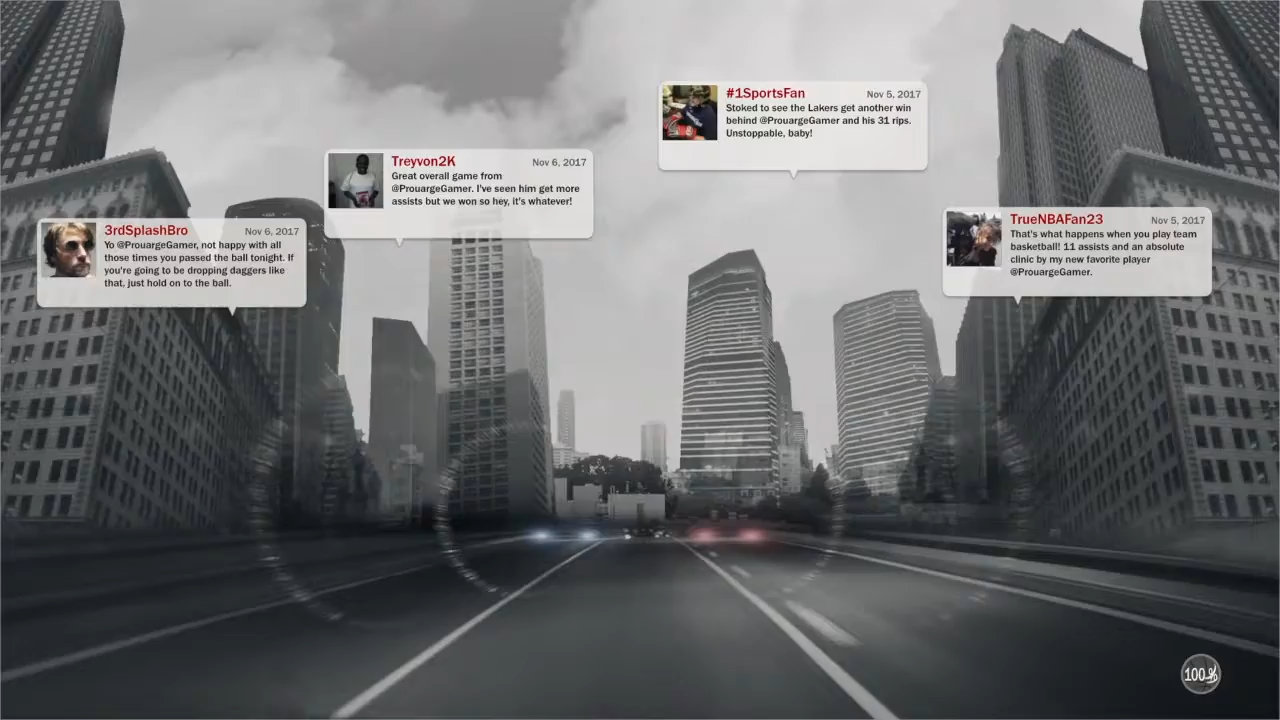 #1SportsFan Nov 5, 2017
Stoked to see the Lakers get another win
behind @ProuargeGamer and his 31 rips.
Unstoppable, baby!
Treyvon2K Nov 6, 2017
Great overall game from
@ProuargeGamer. I've seen him get more
assists but we won so hey, it's whatever!
3rdSplashBro Nov 6, 2017
Yo @ProuargeGamer, not happy with all
those times you passed the ball tonight. If
you're going to be dropping daggers like
that, just hold on to the ball.
TrueNBAFan23 Nov 5, 2017
That's what happens when you play team
basketball! 11 assists and an absolute
clinic by my new favorite player
@ProuargeGamer.
100%